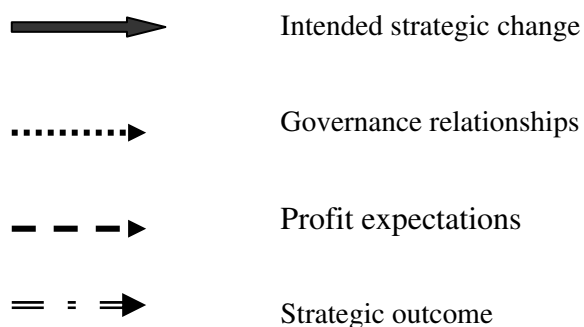 Intended strategic change
Governance relationships
Profit expectations
Strategic outcome